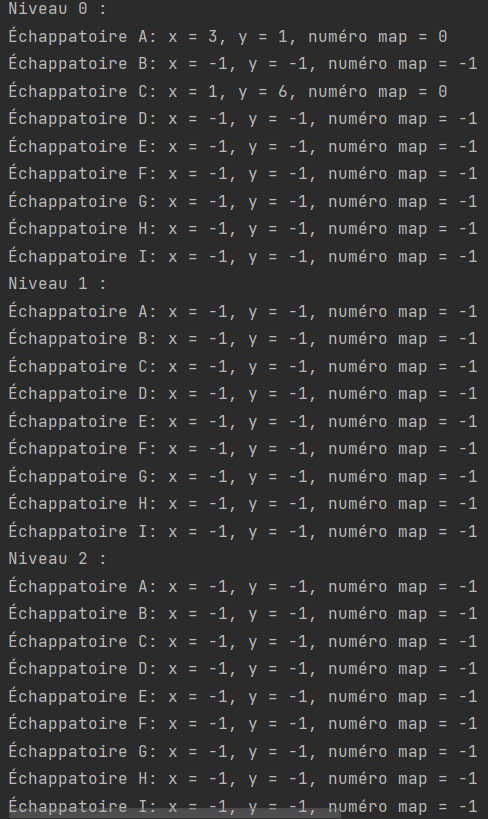 Niveau 0 :
Échappatoire A: x = 3, y = 1, numéro map = 0
Échappatoire B: x = -1, y = -1, numéro map = -1
Échappatoire C: x = 1, y = 6, numéro map = 0
Échappatoire D: x = -1, y = -1, numéro map = -1
Échappatoire E: x = -1, y = -1, numéro map = -1
Échappatoire F: x = -1, y = -1, numéro map = -1
Échappatoire G: x = -1, y = -1, numéro map = -1
Échappatoire H: x = -1, y = -1, numéro map = -1
Échappatoire I: x = -1, y = -1, numéro map = -1
Niveau 1 :
Échappatoire A: x = -1, y = -1, numéro map = -1
Échappatoire B: x = -1, y = -1, numéro map = -1
Échappatoire C: x = -1, y = -1, numéro map = -1
Échappatoire D: x = -1, y = -1, numéro map = -1
Échappatoire E: x = -1, y = -1, numéro map = -1
Échappatoire F: x = -1, y = -1, numéro map = -1
Échappatoire G: x = -1, y = -1, numéro map = -1
Échappatoire H: x = -1, y = -1, numéro map = -1
Échappatoire I: x = -1, y = -1, numéro map = -1
Niveau 2 :
Échappatoire A: x = -1, y = -1, numéro map = -1
Échappatoire B: x = -1, y = -1, numéro map = -1
Échappatoire C: x = -1, y = -1, numéro map = -1
Échappatoire D: x = -1, y = -1, numéro map = -1
Échappatoire E: x = -1, y = -1, numéro map = -1
Échappatoire F: x = -1, y = -1, numéro map = -1
Échappatoire G: x = -1, y = -1, numéro map = -1
Échappatoire H: x = -1, y = -1, numéro map = -1
Échappatoire I: x = -1, y = -1, numéro map = -1